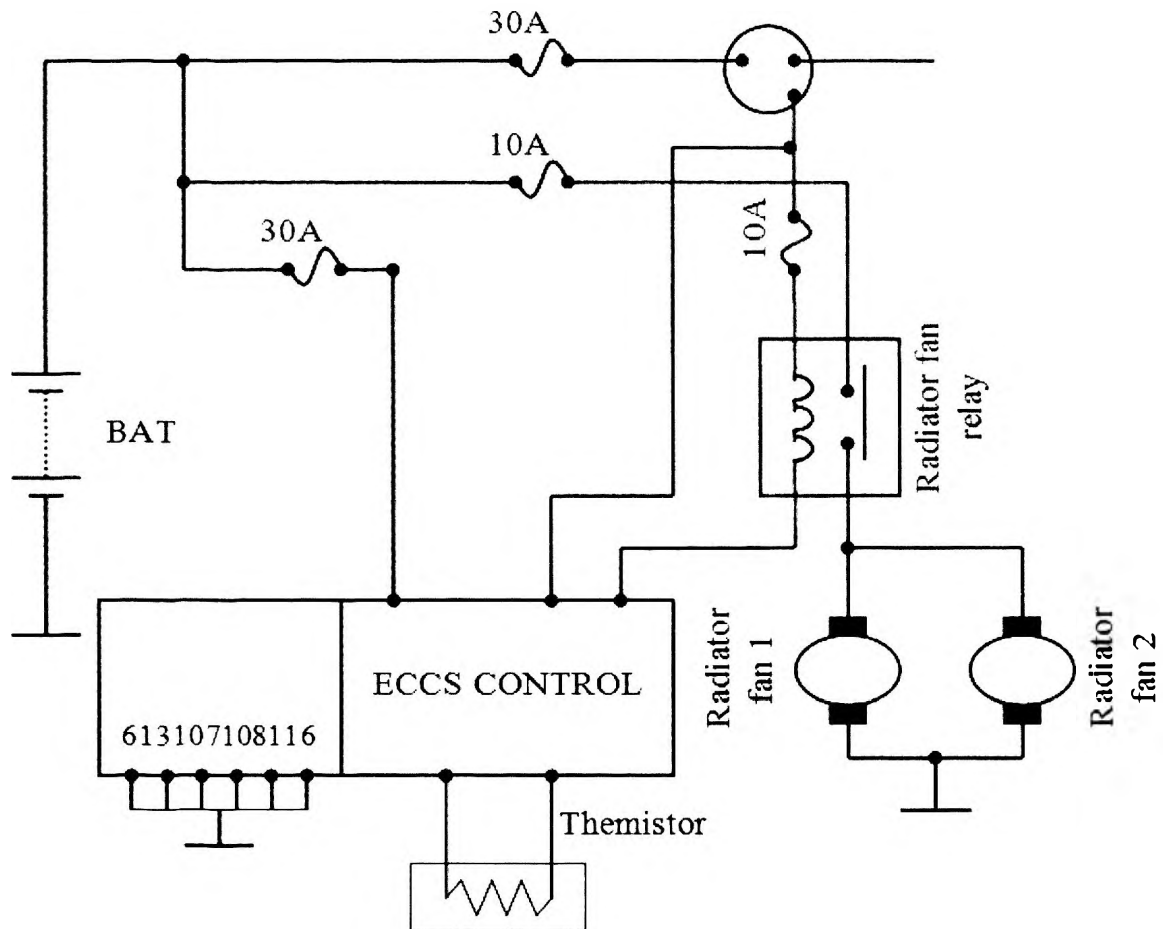 30A
10A
10A
30A
Radiator fan
relay
BAT
ECCS CONTROL
Radiator
fan 1
Radiator
fan 2
613107108116
Themistor